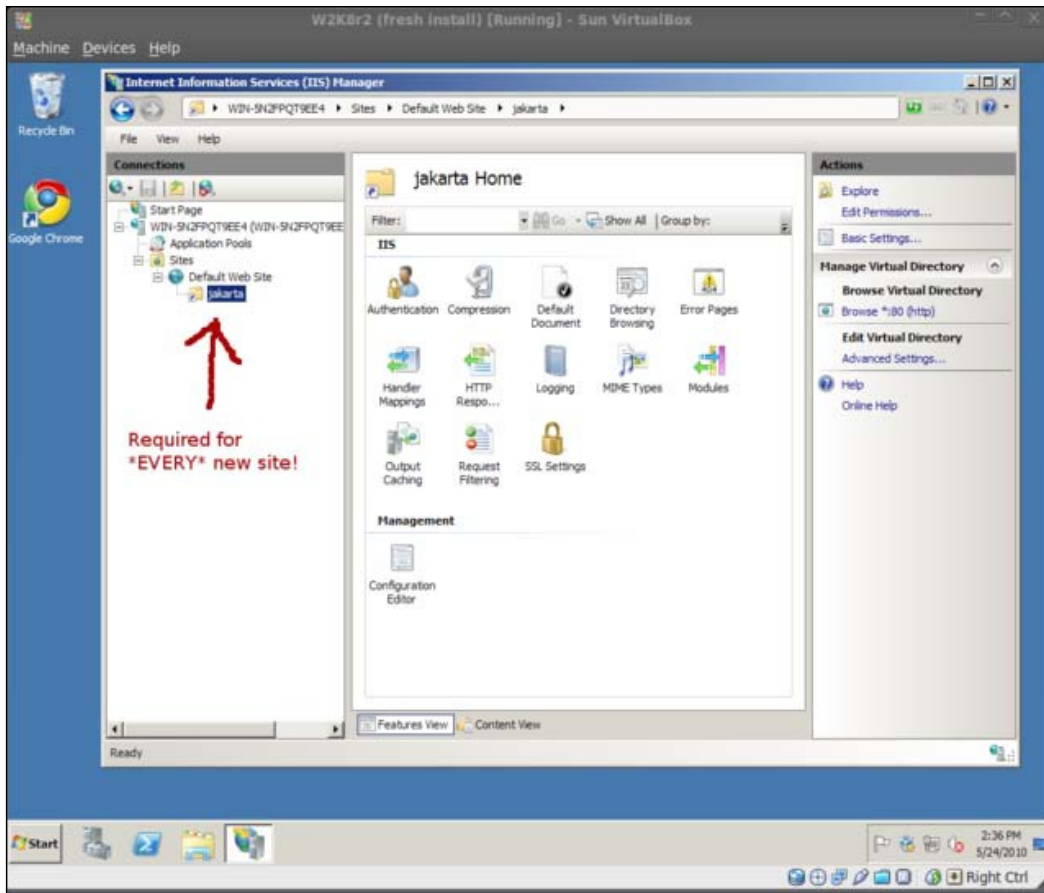 W2K8r2 (fresh install) [Running] - Sun VirtualBox
Machine Devices Help
Recycle Bin
Google Chrome
Internet Information Services (IIS) Manager
WIN-5N2FPQT9EE4 Sites Default Web Site jakarta
File View Help
Connections
Start Page
WIN-5N2FPQT9EE4 (WIN-5N2FPQT9EE
Application Pools
Sites
Default Web Site
jakarta
Required for
*EVERY* new site!
jakarta Home
Filter: Go Show All Group by:
IIS
Authentication Compression Default Document Directory Browsing Error Pages
Handler Mappings HTTP Respo... Logging MIME Types Modules
Output Caching Request Filtering SSL Settings
Management
Configuration Editor
Features View Content View
Actions
Explore
Edit Permissions...
Basic Settings...
Manage Virtual Directory
Browse Virtual Directory
Browse *:80 (http)
Edit Virtual Directory
Advanced Settings...
Help
Online Help
Ready
Start
2:36 PM
5/24/2010
Right Ctrl